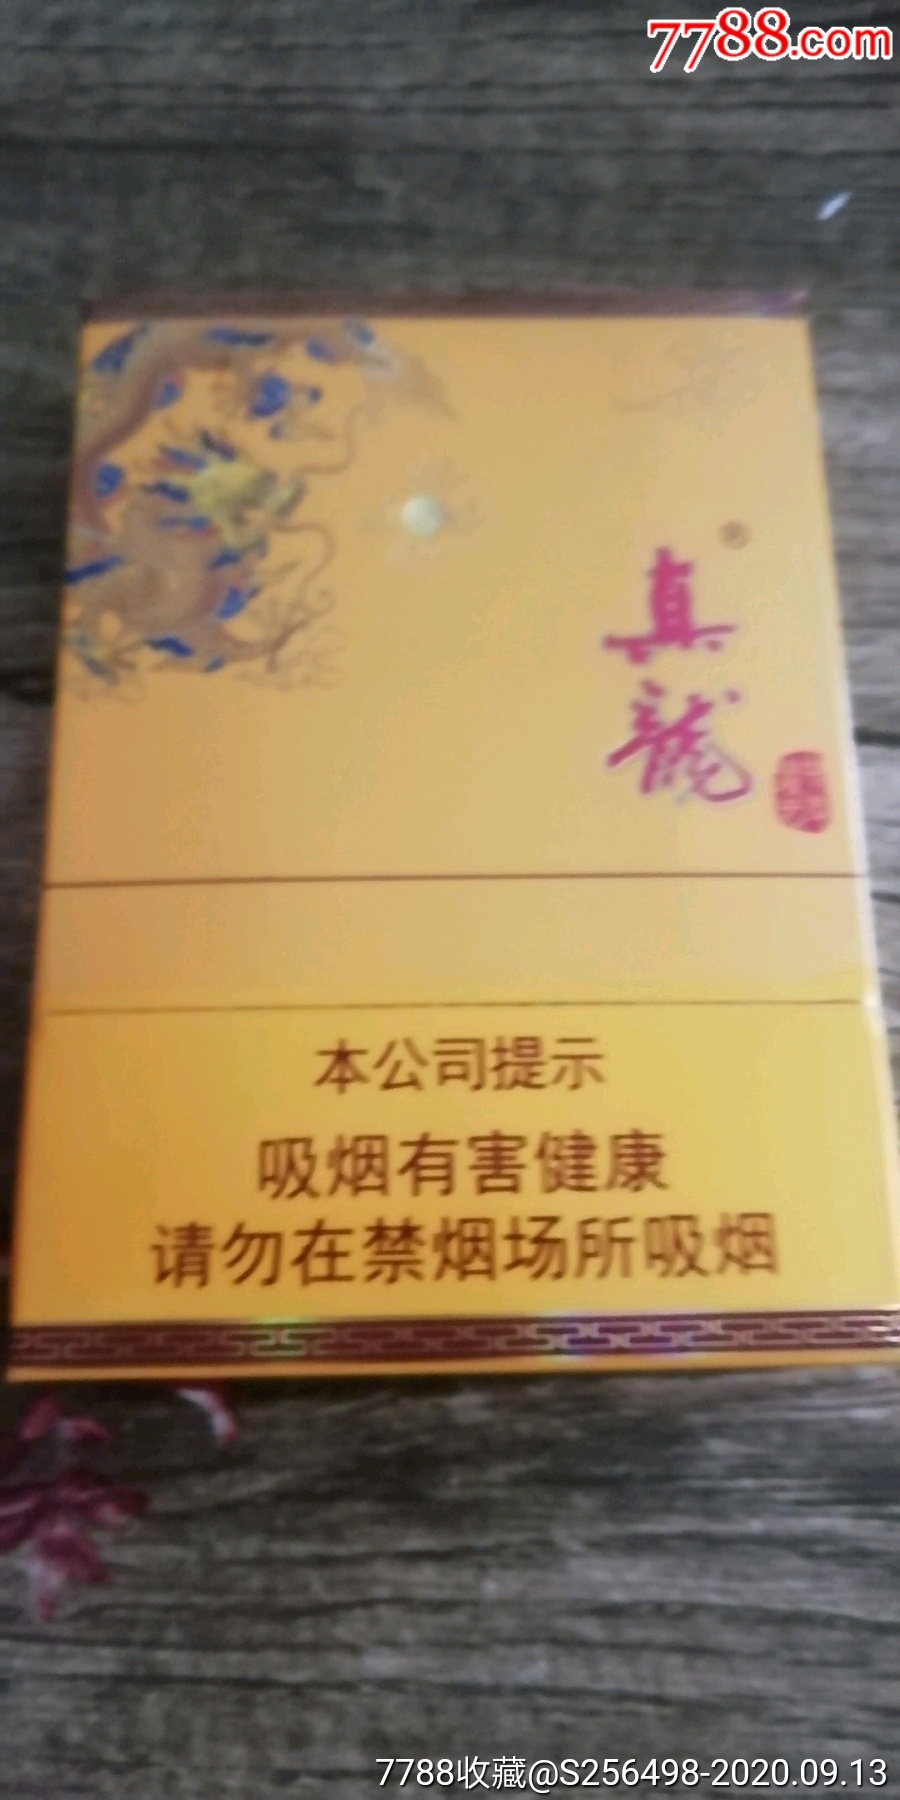 7788.com
真龍
本公司提示
吸烟有害健康
请勿在禁烟场所吸烟
7788收藏@S256498-2020.09.13